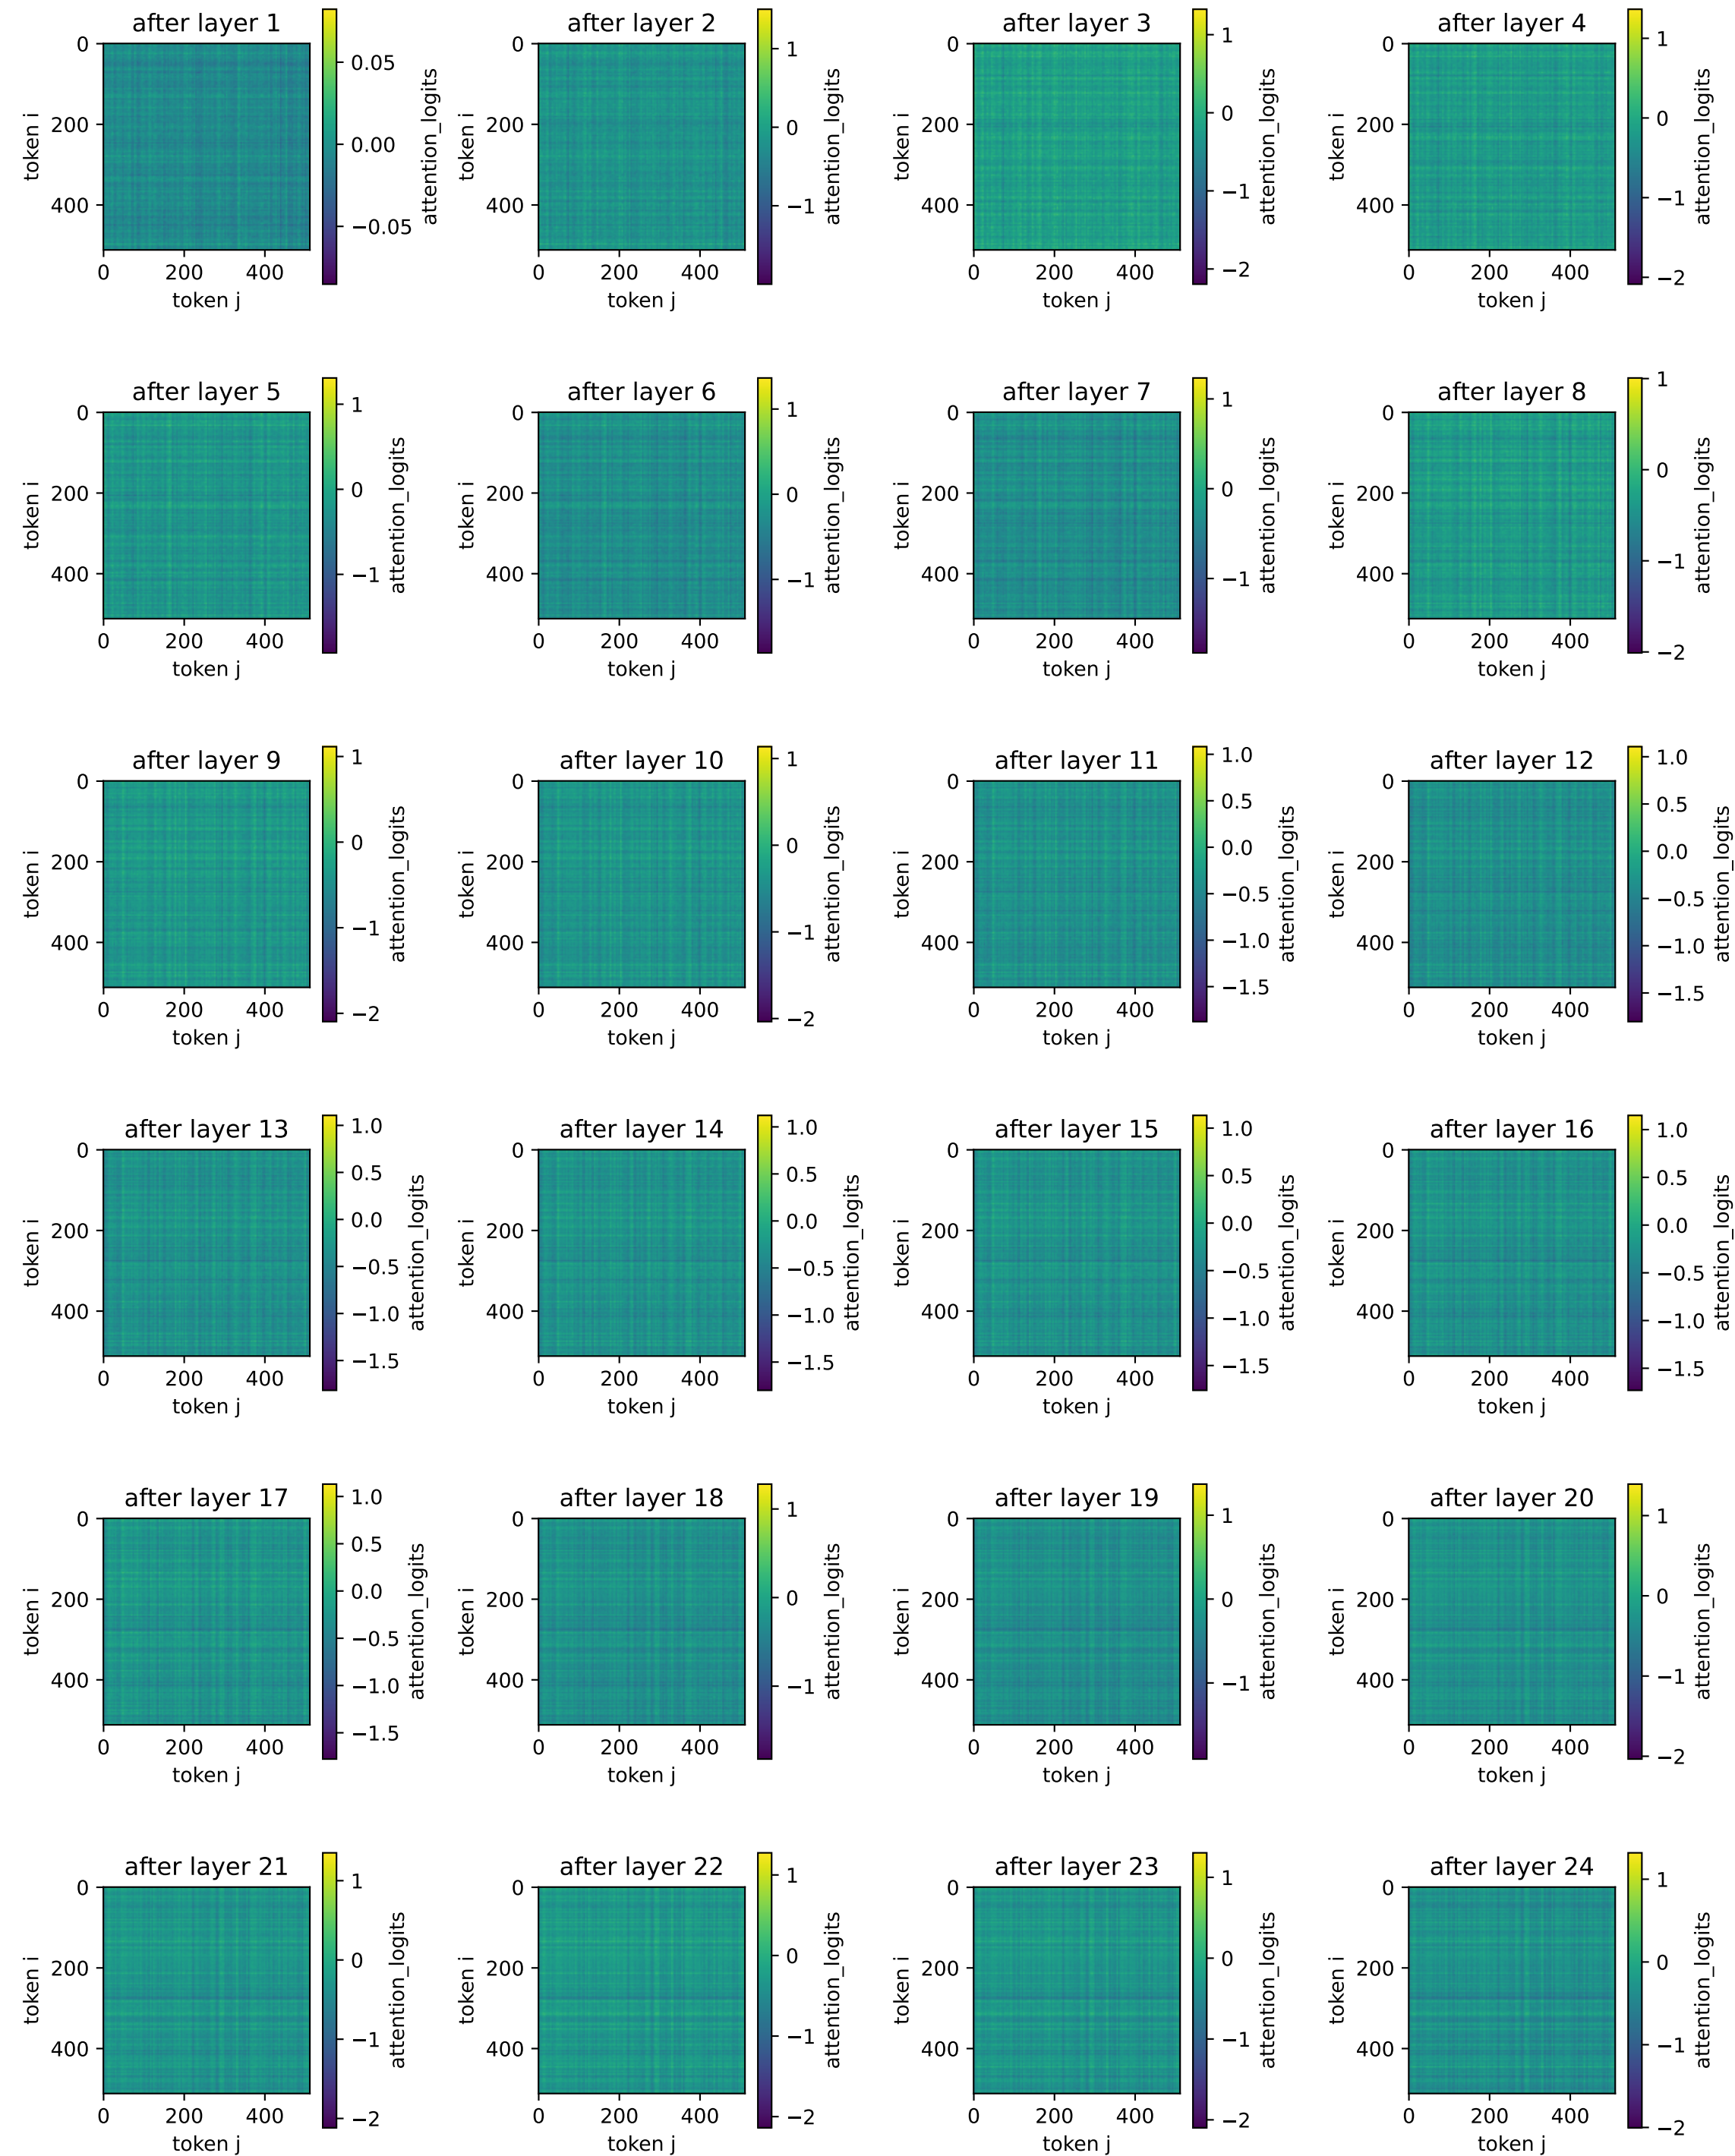 after layer 1
0
200
400
token i
0 200 400
token j
0.05
0.00
−0.05
attention_logits
after layer 2
0
200
400
token i
0 200 400
token j
1
0
−1
attention_logits
after layer 3
0
200
400
token i
0 200 400
token j
1
0
−1
−2
attention_logits
after layer 4
0
200
400
token i
0 200 400
token j
1
0
−1
−2
attention_logits
after layer 5
0
200
400
token i
0 200 400
token j
1
0
−1
attention_logits
after layer 6
0
200
400
token i
0 200 400
token j
1
0
−1
attention_logits
after layer 7
0
200
400
token i
0 200 400
token j
1
0
−1
attention_logits
after layer 8
0
200
400
token i
0 200 400
token j
1
0
−1
−2
attention_logits
after layer 9
0
200
400
token i
0 200 400
token j
1
0
−1
−2
attention_logits
after layer 10
0
200
400
token i
0 200 400
token j
1
0
−1
−2
attention_logits
after layer 11
0
200
400
token i
0 200 400
token j
1.0
0.5
0.0
−0.5
−1.0
−1.5
attention_logits
after layer 12
0
200
400
token i
0 200 400
token j
1.0
0.5
0.0
−0.5
−1.0
−1.5
attention_logits
after layer 13
0
200
400
token i
0 200 400
token j
1.0
0.5
0.0
−0.5
−1.0
−1.5
attention_logits
after layer 14
0
200
400
token i
0 200 400
token j
1.0
0.5
0.0
−0.5
−1.0
−1.5
attention_logits
after layer 15
0
200
400
token i
0 200 400
token j
1.0
0.5
0.0
−0.5
−1.0
−1.5
attention_logits
after layer 16
0
200
400
token i
0 200 400
token j
1.0
0.5
0.0
−0.5
−1.0
−1.5
attention_logits
after layer 17
0
200
400
token i
0 200 400
token j
1.0
0.5
0.0
−0.5
−1.0
−1.5
attention_logits
after layer 18
0
200
400
token i
0 200 400
token j
1
0
−1
attention_logits
after layer 19
0
200
400
token i
0 200 400
token j
1
0
−1
attention_logits
after layer 20
0
200
400
token i
0 200 400
token j
1
0
−1
−2
attention_logits
after layer 21
0
200
400
token i
0 200 400
token j
1
0
−1
−2
attention_logits
after layer 22
0
200
400
token i
0 200 400
token j
1
0
−1
−2
attention_logits
after layer 23
0
200
400
token i
0 200 400
token j
1
0
−1
−2
attention_logits
after layer 24
0
200
400
token i
0 200 400
token j
1
0
−1
−2
attention_logits